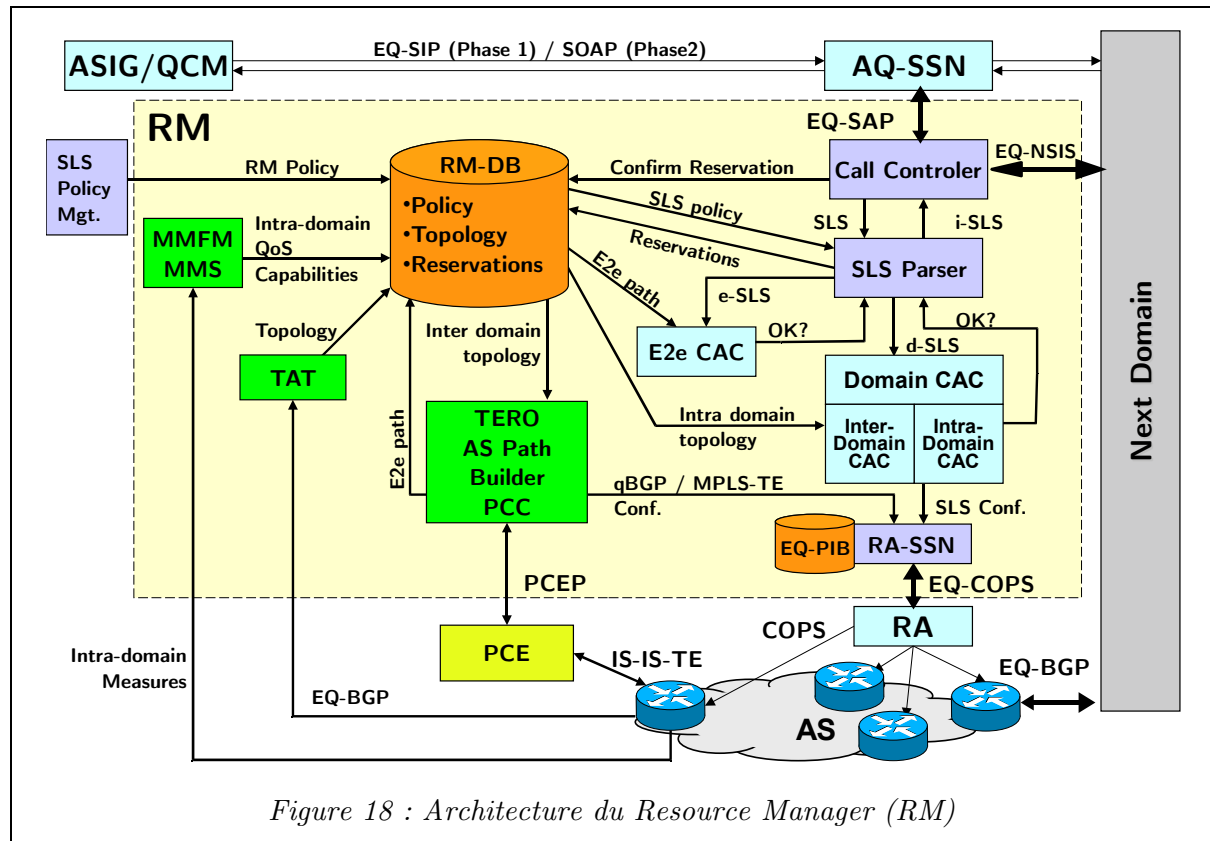 EQ-SIP (Phase 1) / SOAP (Phase2)
ASIG/QCM
AQ-SSN
EQ-SAP
RM
SLS
Policy
Mgt.
RM Policy
RM-DB
•Policy
•Topology
•Reservations
Confirm Reservation
Call Controler
EQ-NSIS
SLS policy
Reservations
SLS
i-SLS
SLS Parser
MMFM
MMS
Intra-domain
QoS
Capabilities
E2e path
e-SLS
OK?
E2e CAC
d-SLS
OK?
Topology
TAT
Inter domain
topology
E2e path
TERO
AS Path
Builder
PCC
Intra domain
topology
Domain CAC
Inter-
Domain
CAC
Intra-
Domain
CAC
qBGP / MPLS-TE
Conf.
SLS Conf.
EQ-PIB
RA-SSN
PCEP
EQ-COPS
Next Domain
PCE
IS-IS-TE
COPS
RA
EQ-BGP
Intra-domain
Measures
EQ-BGP
AS
Figure 18 : Architecture du Resource Manager (RM)